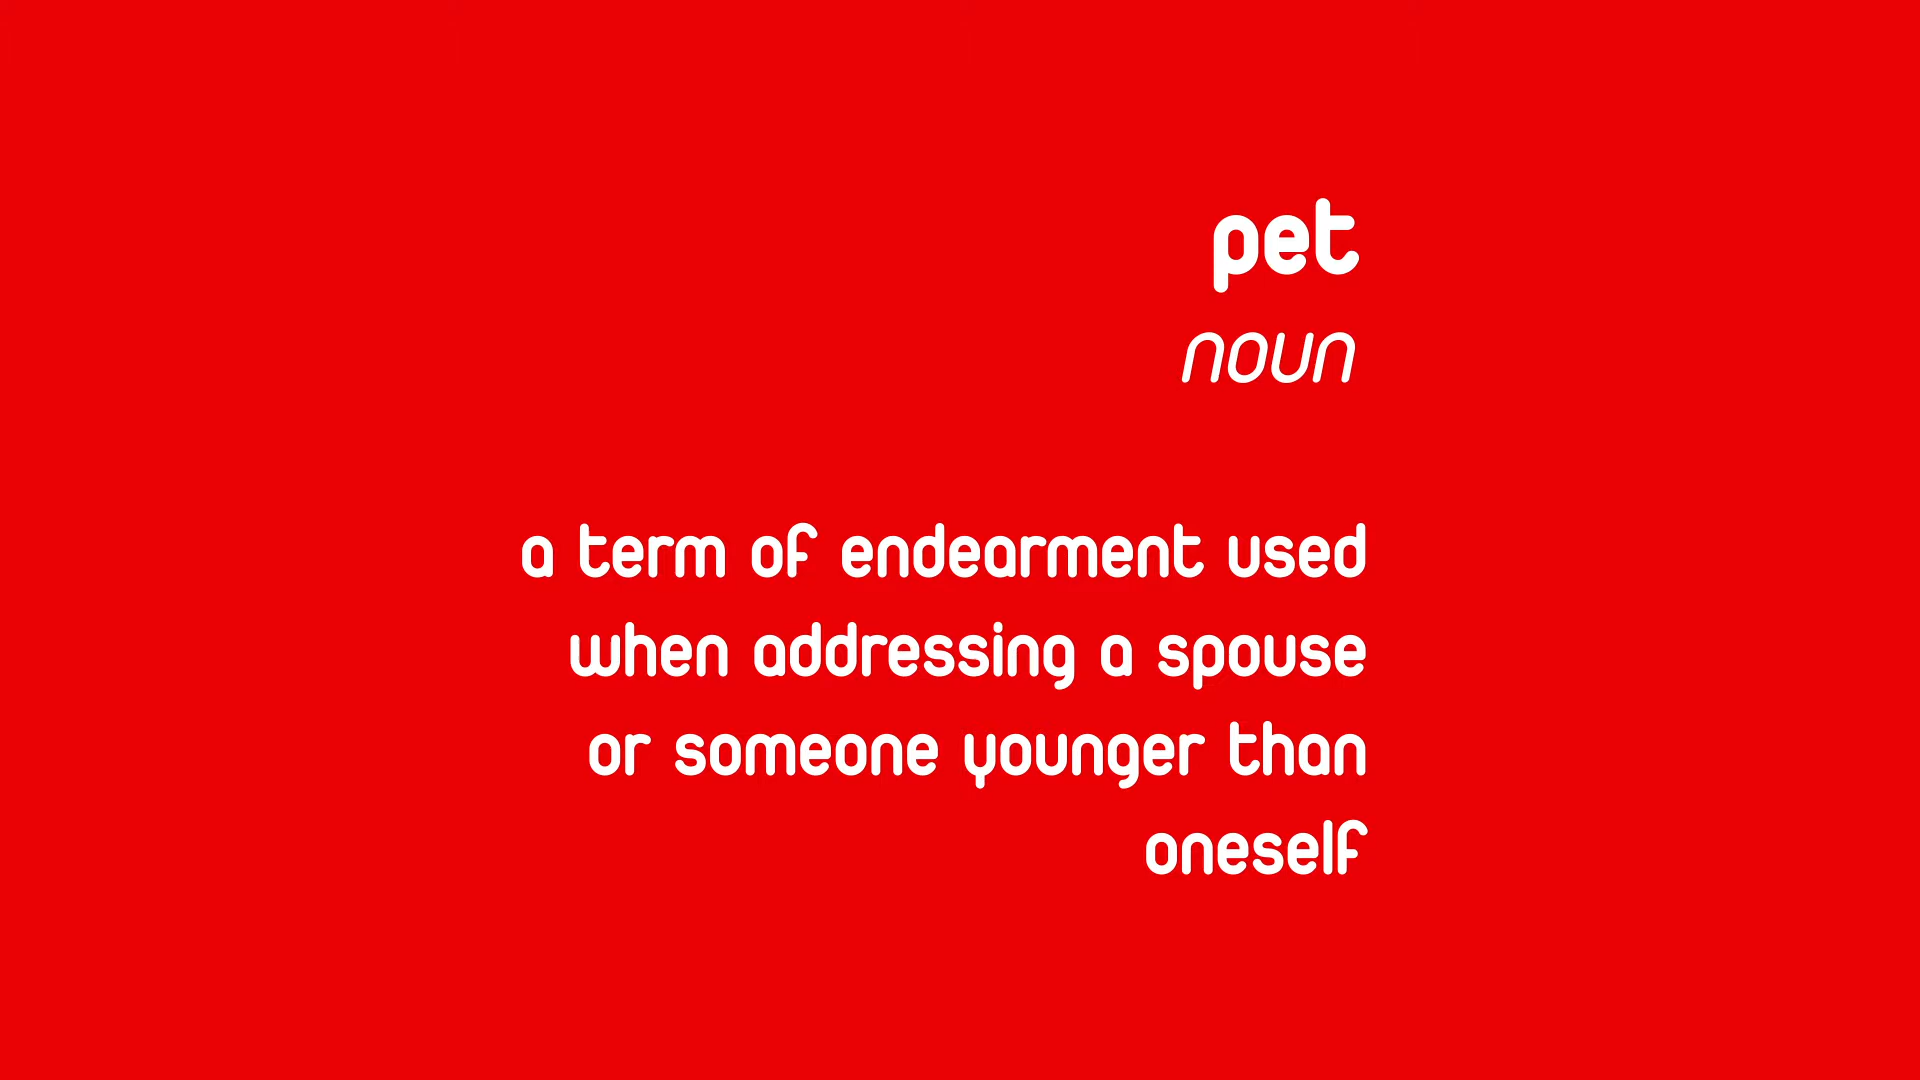 pet
noun
a term of endearment used
when addressing a spouse
or someone younger than
oneself